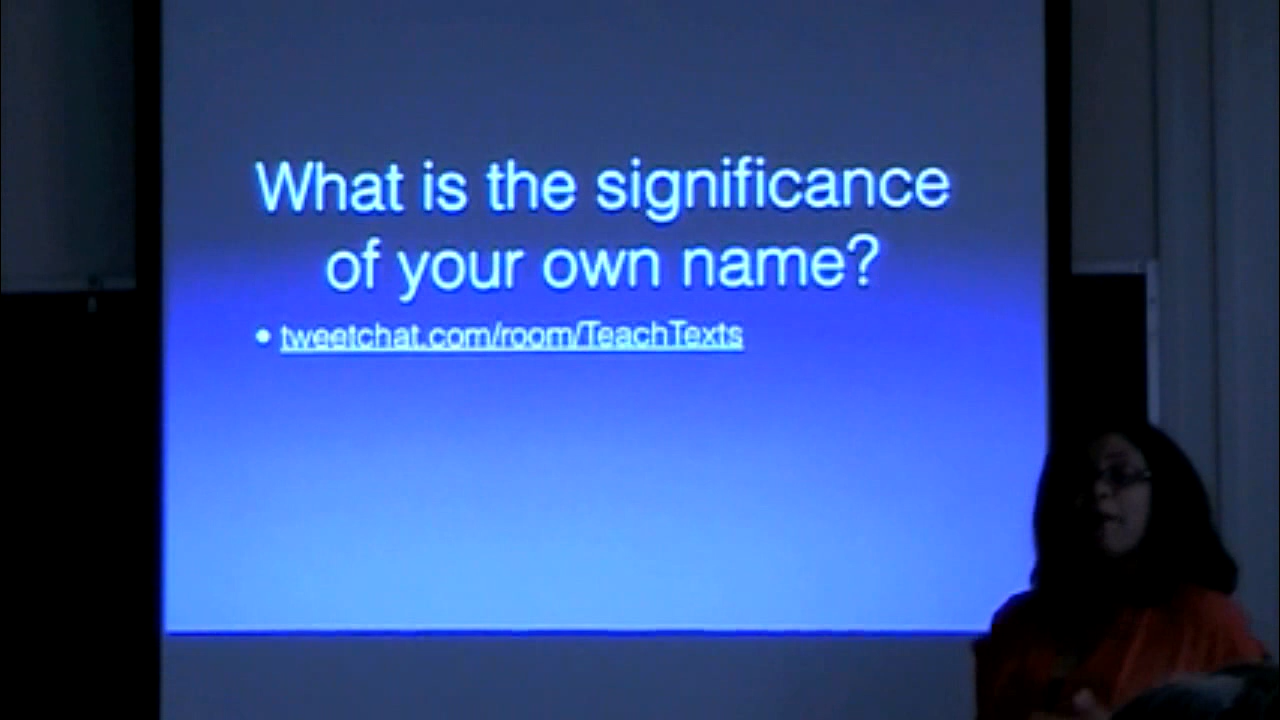 What is the significance
of your own name?
• tweetchat.com/room/TeachTexts